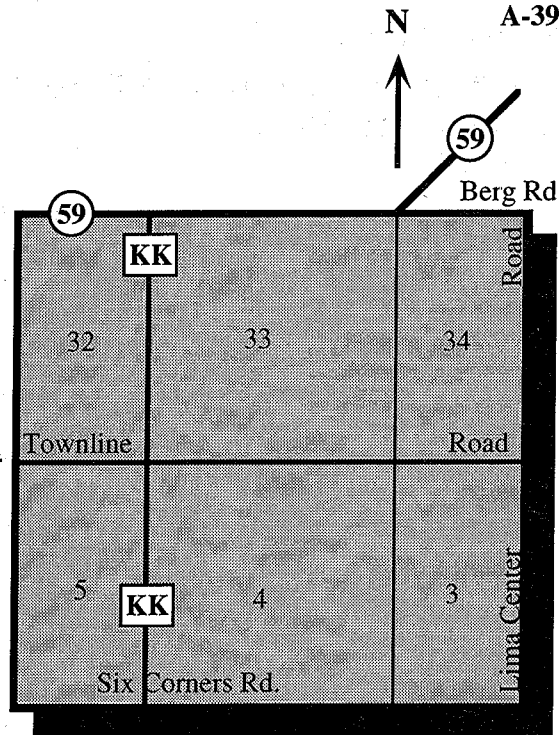 N A-39
59
Berg Rd
59
KK
Road
32 33 34
Townline Road
5 KK 4 3
Lima Center
Six Corners Rd.